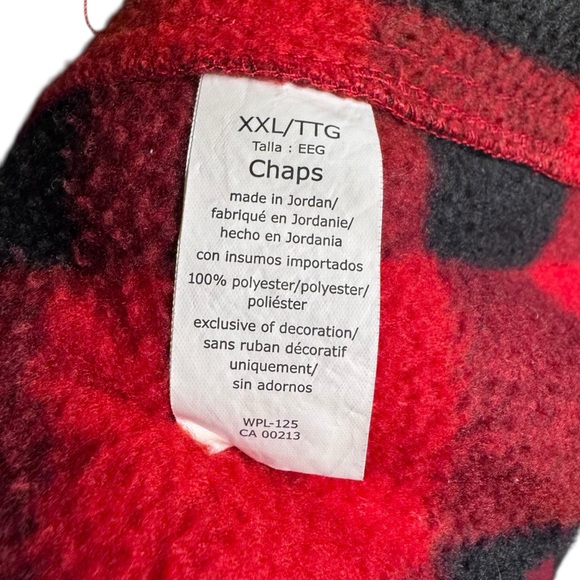 XXL/TTG
Talla : EEG
Chaps
made in Jordan/
fabriqué en Jordanie/
hecho en Jordania
con insumos importados
100% polyester/polyester/
poliéster
exclusive of decoration/
sans ruban décoratif
uniquement/
sin adornos
WPL-125
CA 00213